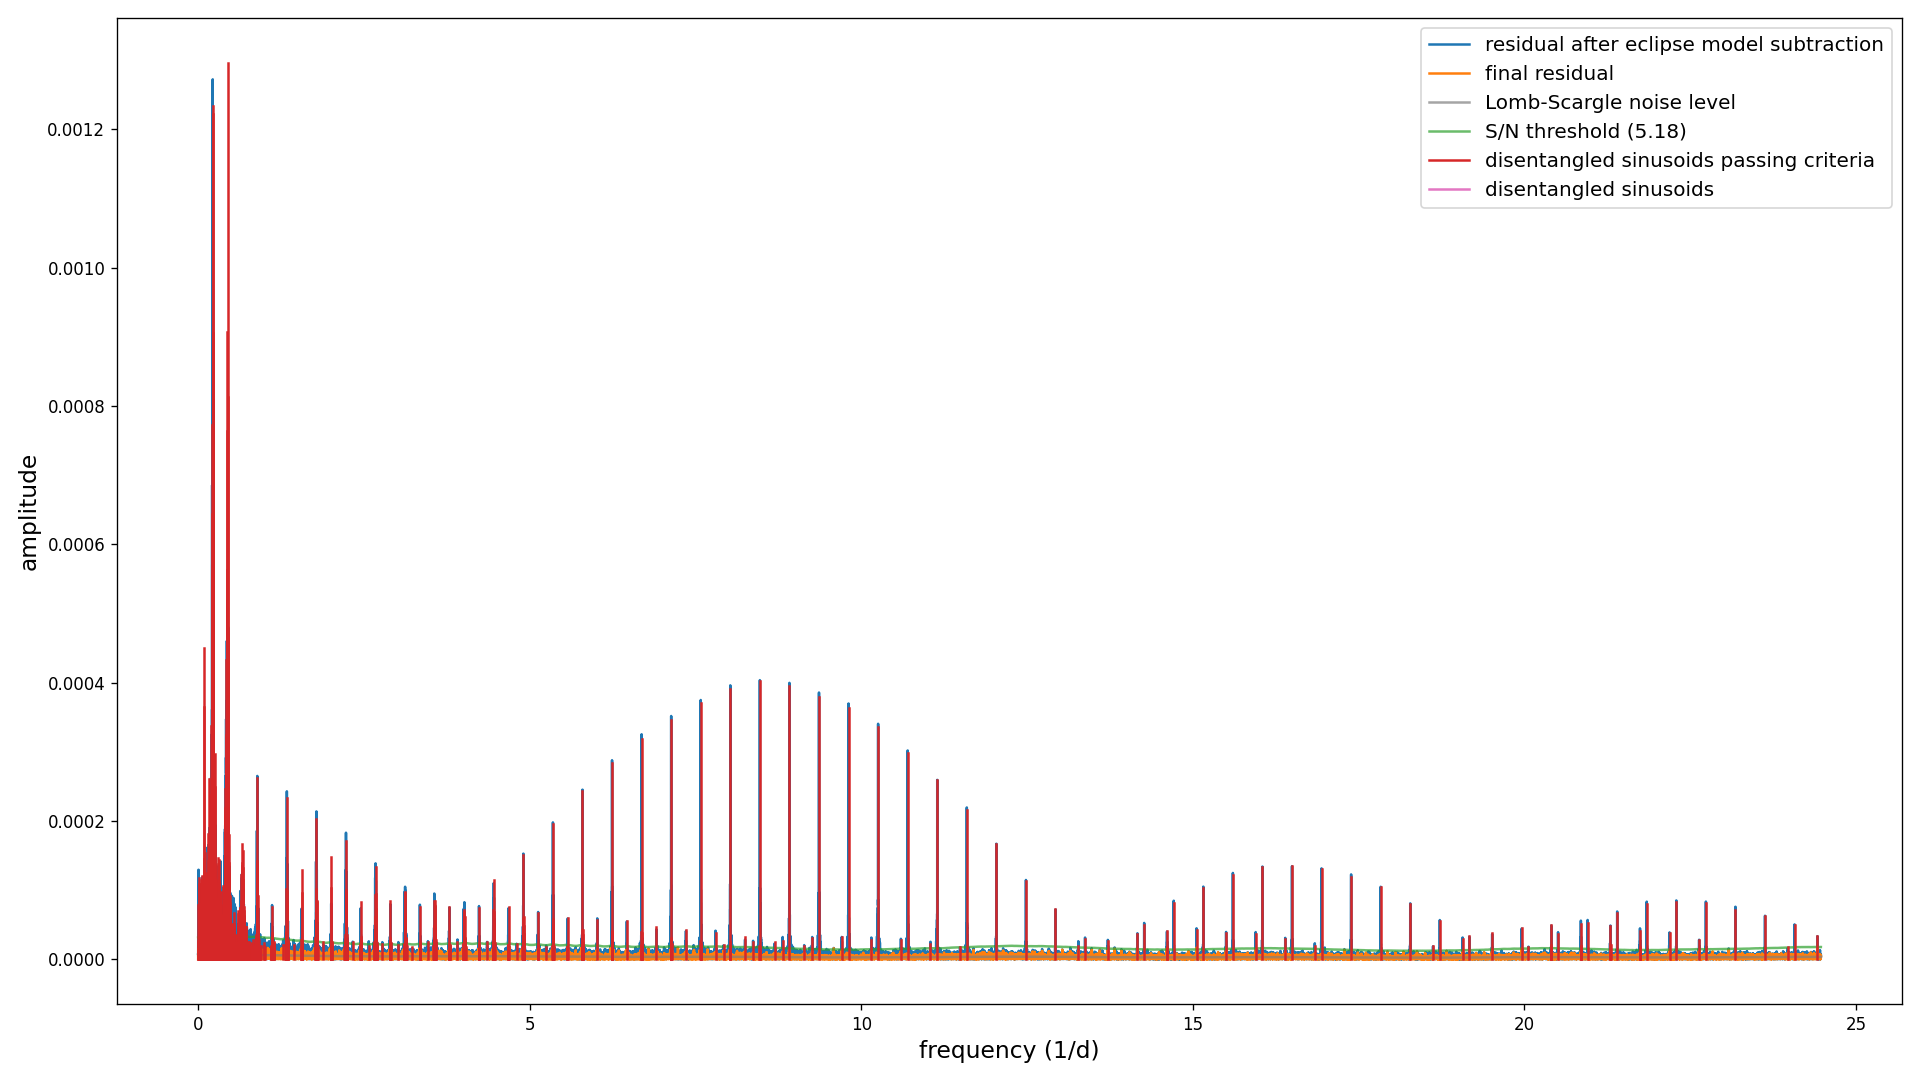 residual after eclipse model subtraction
final residual
Lomb-Scargle noise level
S/N threshold (5.18)
disentangled sinusoids passing criteria
disentangled sinusoids
amplitude
0.0012
0.0010
0.0008
0.0006
0.0004
0.0002
0.0000
0 5 10 15 20 25
frequency (1/d)